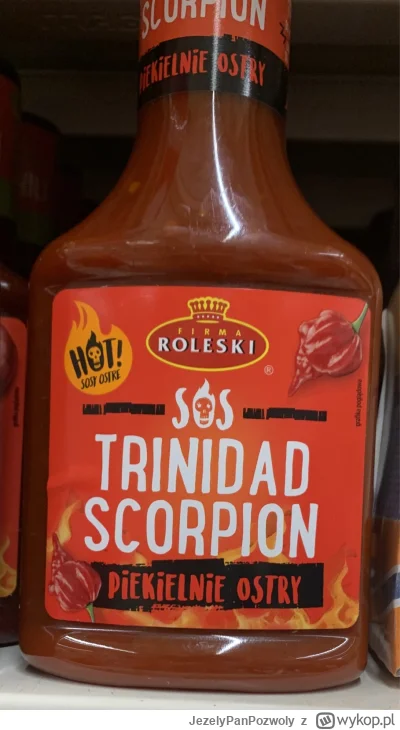 SCORPION
PIEKIELNIE OSTRY
FIRMA
ROLESKI
®
HOT!
SOSY OSTRE
SOS
TRINIDAD
SCORPION
PIEKIELNIE OSTRY
JezelyPanPozwoly z wykop.pl